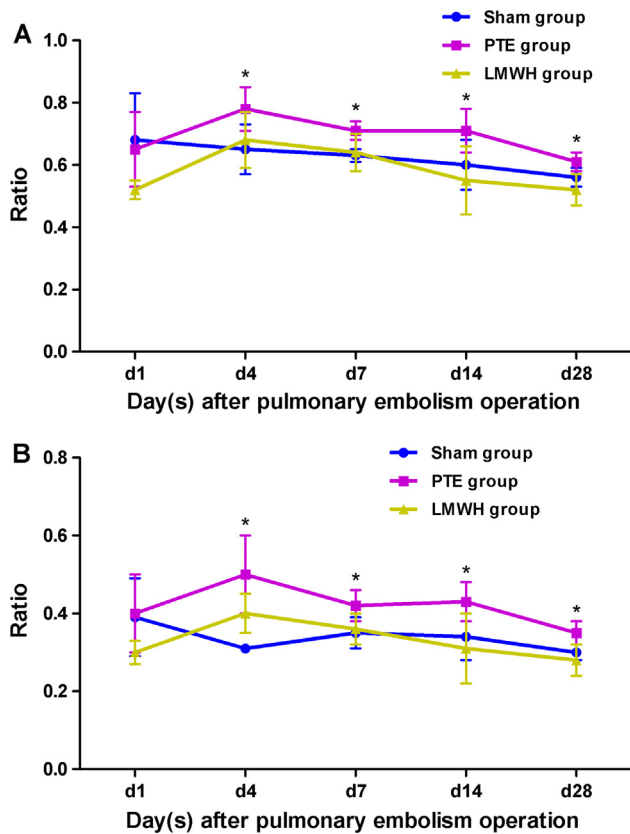 A
Sham group
PTE group
LMWH group
1.0
0.8
0.6
0.4
0.2
0.0
Ratio
* * * *
d1 d4 d7 d14 d28
Day(s) after pulmonary embolism operation
B
Sham group
PTE group
LMWH group
0.8
0.6
0.4
0.2
0.0
Ratio
* * * *
d1 d4 d7 d14 d28
Day(s) after pulmonary embolism operation